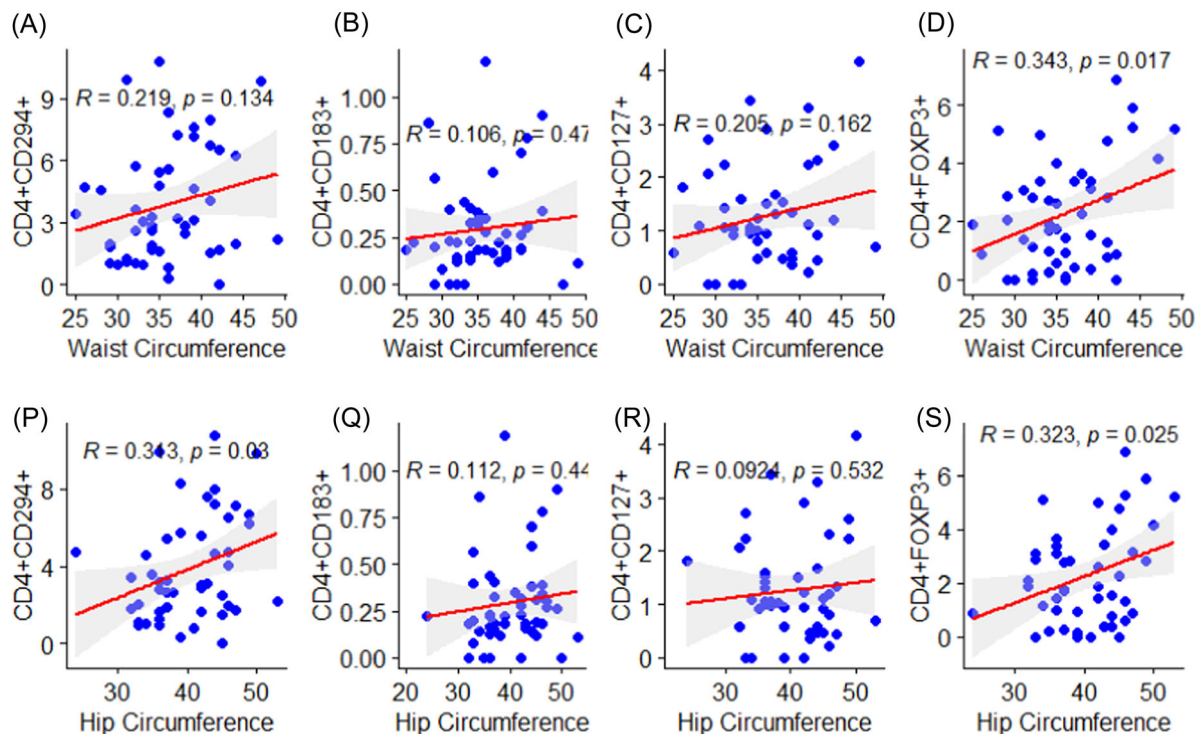 (A)
R = 0.219, p = 0.134
CD4+CD294+
9
6
3
0
25 30 35 40 45 50
Waist Circumference
(B)
R = 0.106, p = 0.47
CD4+CD183+
1.00
0.75
0.50
0.25
0.00
25 30 35 40 45 50
Waist Circumference
(C)
R = 0.205, p = 0.162
CD4+CD127+
4
3
2
1
0
25 30 35 40 45 50
Waist Circumference
(D)
R = 0.343, p = 0.017
CD4+FOXP3+
6
4
2
0
25 30 35 40 45 50
Waist Circumference
(P)
R = 0.313, p = 0.03
CD4+CD294+
8
4
0
30 40 50
Hip Circumference
(Q)
R = 0.112, p = 0.44
CD4+CD183+
1.00
0.75
0.50
0.25
0.00
20 30 40 50
Hip Circumference
(R)
R = 0.0924, p = 0.532
CD4+CD127+
4
3
2
1
0
30 40 50
Hip Circumference
(S)
R = 0.323, p = 0.025
CD4+FOXP3+
6
4
2
0
30 40 50
Hip Circumference